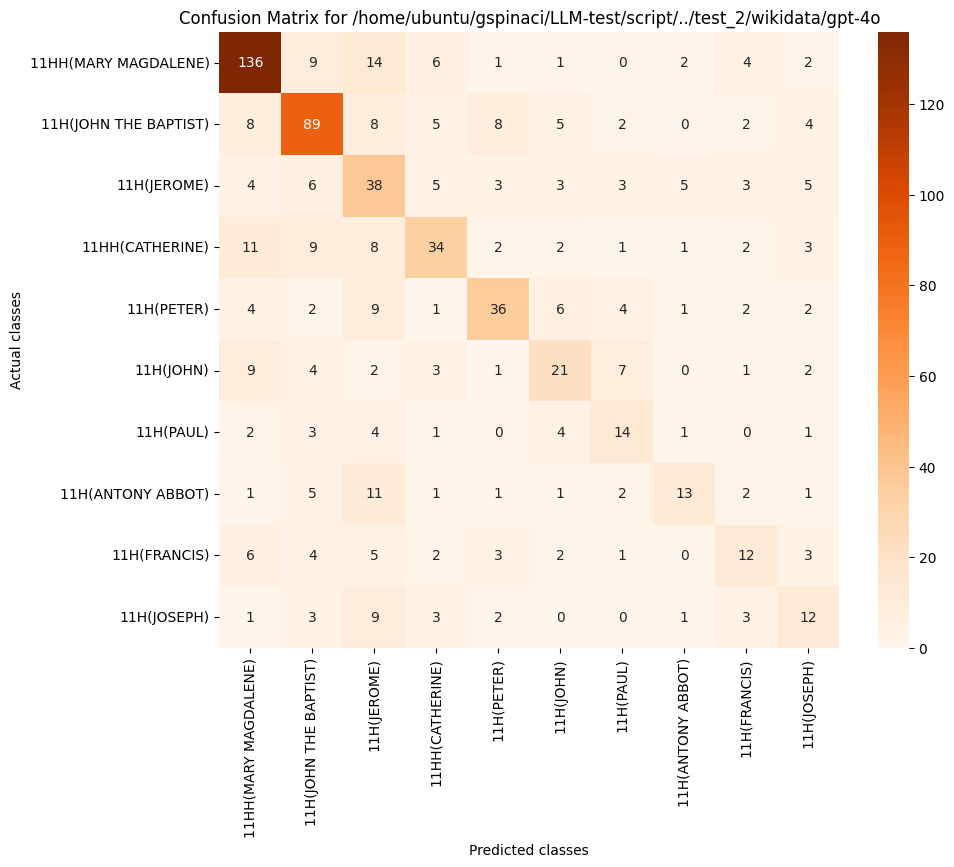 Confusion Matrix for /home/ubuntu/gspinaci/LLM-test/script/../test_2/wikidata/gpt-4o
11HH(MARY MAGDALENE) 136 9 14 6 1 1 0 2 4 2
11H(JOHN THE BAPTIST) 8 89 8 5 8 5 2 0 2 4
11H(JEROME) 4 6 38 5 3 3 3 5 3 5
11HH(CATHERINE) 11 9 8 34 2 2 1 1 2 3
11H(PETER) 4 2 9 1 36 6 4 1 2 2
11H(JOHN) 9 4 2 3 1 21 7 0 1 2
11H(PAUL) 2 3 4 1 0 4 14 1 0 1
11H(ANTONY ABBOT) 1 5 11 1 1 1 2 13 2 1
11H(FRANCIS) 6 4 5 2 3 2 1 0 12 3
11H(JOSEPH) 1 3 9 3 2 0 0 1 3 12
Actual classes
11HH(MARY MAGDALENE)
11H(JOHN THE BAPTIST)
11H(JEROME)
11HH(CATHERINE)
11H(PETER)
11H(JOHN)
11H(PAUL)
11H(ANTONY ABBOT)
11H(FRANCIS)
11H(JOSEPH)
Predicted classes
120
100
80
60
40
20
0